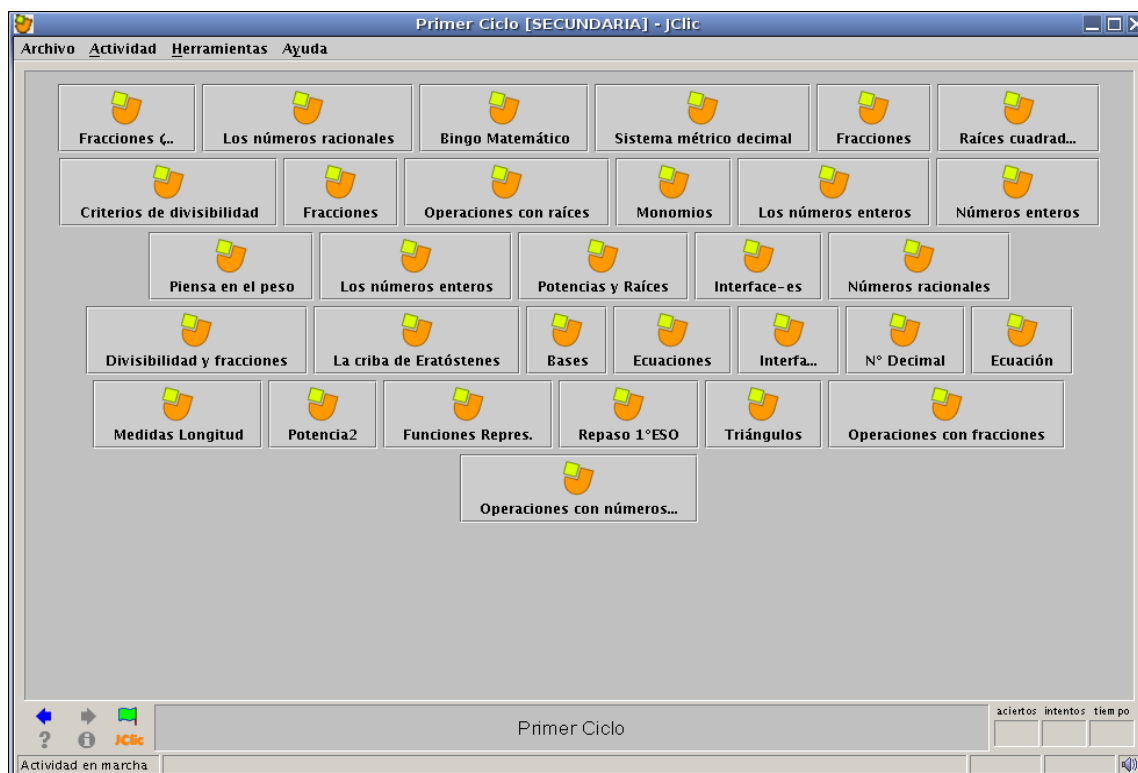 Primer Ciclo [SECUNDARIA] - JClic
Archivo Actividad Herramientas Ayuda
Fracciones (.. Los números racionales Bingo Matemático Sistema métrico decimal Fracciones Raíces cuadrad...
Criterios de divisibilidad Fracciones Operaciones con raíces Monomios Los números enteros Números enteros
Piensa en el peso Los números enteros Potencias y Raíces Interface-es Números racionales
Divisibilidad y fracciones La criba de Eratóstenes Bases Ecuaciones Interfa... N° Decimal Ecuación
Medidas Longitud Potencia2 Funciones Repres. Repaso 1°ESO Triángulos Operaciones con fracciones
Operaciones con números...
aciertos intentos tiempo
Primer Ciclo
? i JClic
Actividad en marcha